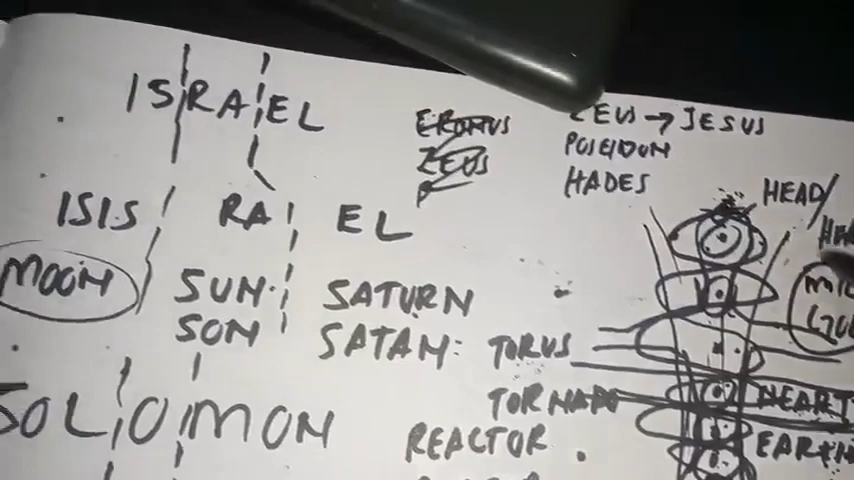 ISRAEL
ZEUS → JESUS
POSEIDON
HADES
ZEUS
HEAD/
ISIS RA EL
MOON SUN SATURN
SON SATAN: TORUS
TORNADO HEART
SOLOMON
REACTOR EARTH